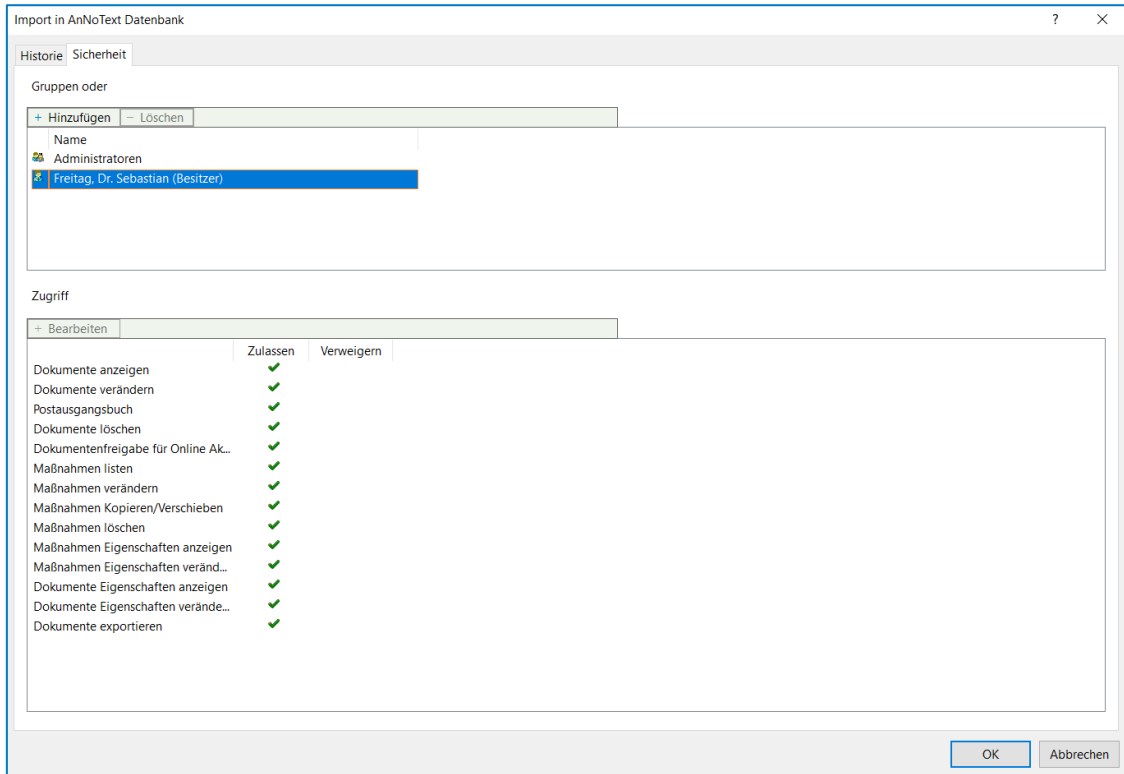 Import in AnNoText Datenbank ? ×
Historie Sicherheit
Gruppen oder
+ Hinzufügen − Löschen
Name
Administratoren
Freitag, Dr. Sebastian (Besitzer)
Zugriff
+ Bearbeiten
Zulassen Verweigern
Dokumente anzeigen
Dokumente verändern
Postausgangsbuch
Dokumente löschen
Dokumentenfreigabe für Online Ak...
Maßnahmen listen
Maßnahmen verändern
Maßnahmen Kopieren/Verschieben
Maßnahmen löschen
Maßnahmen Eigenschaften anzeigen
Maßnahmen Eigenschaften veränd...
Dokumente Eigenschaften anzeigen
Dokumente Eigenschaften verände...
Dokumente exportieren
OK Abbrechen